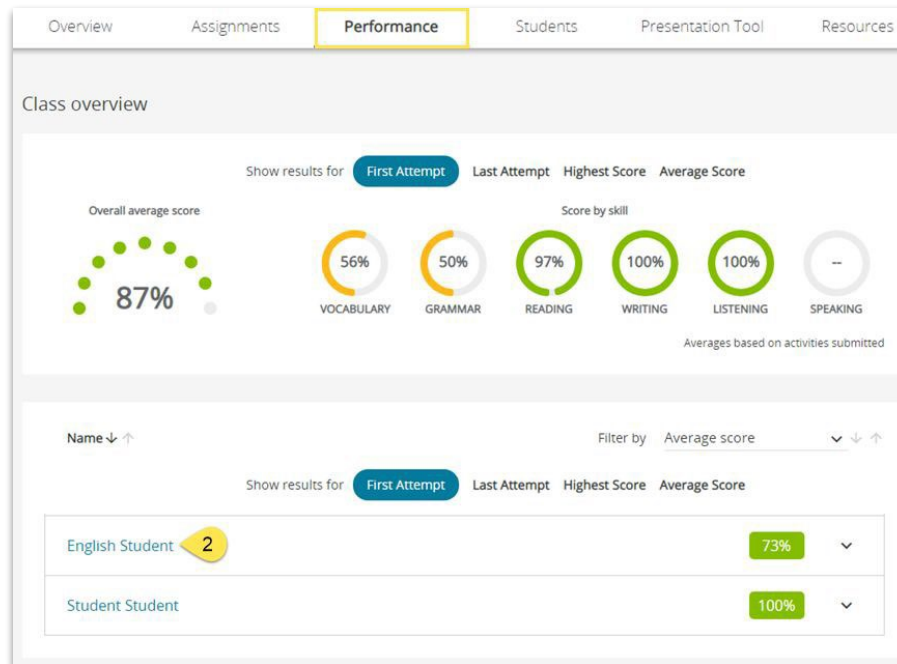 Overview Assignments Performance Students Presentation Tool Resources
Class overview
Show results for First Attempt Last Attempt Highest Score Average Score
Overall average score
Score by skill
87%
56% 50% 97% 100% 100% --
VOCABULARY GRAMMAR READING WRITING LISTENING SPEAKING
Averages based on activities submitted
Name Filter by Average score
Show results for First Attempt Last Attempt Highest Score Average Score
English Student 2 73%
Student Student 100%